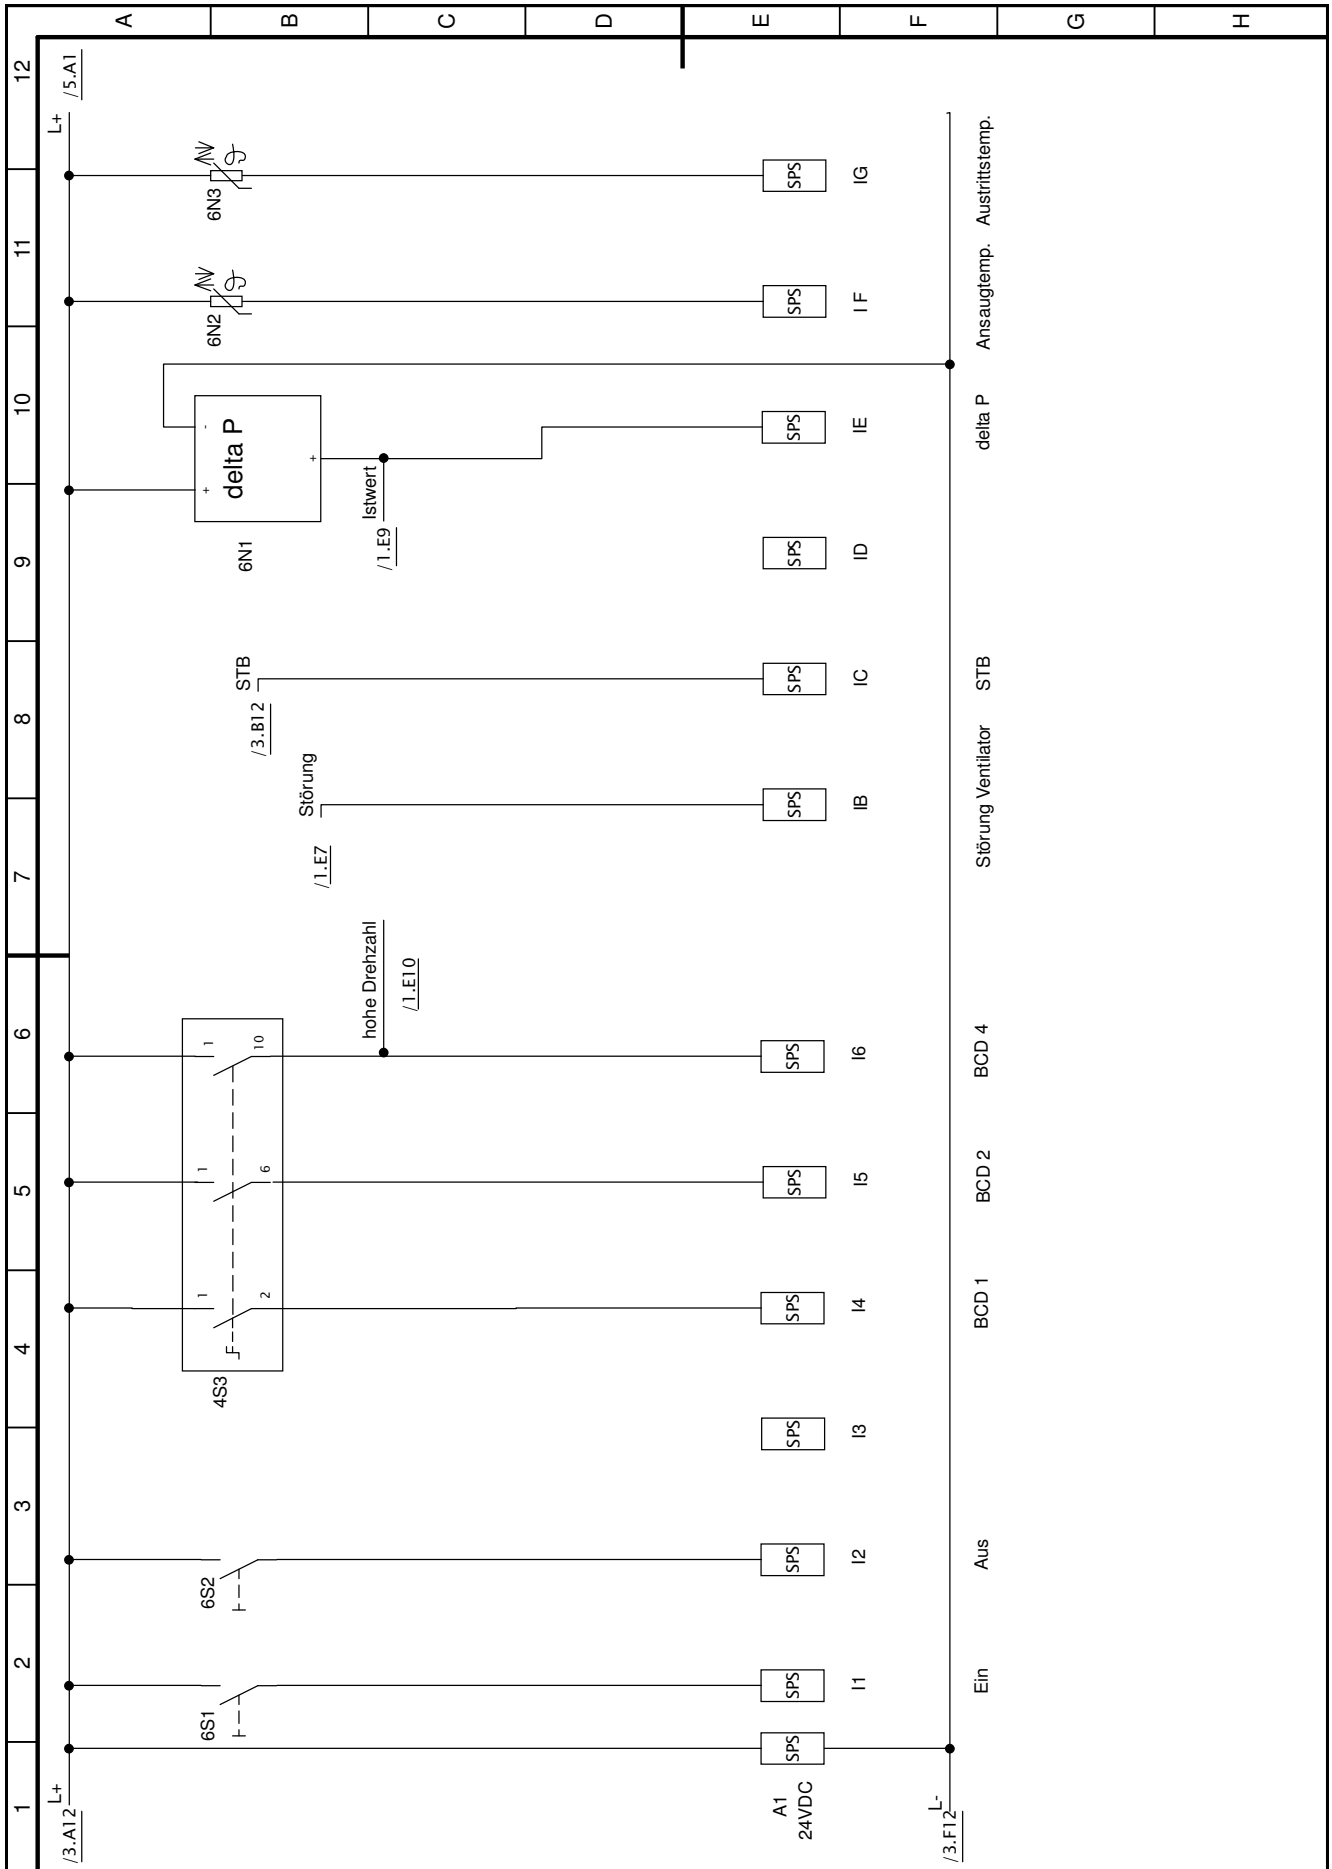 1 2 3 4 5 6 7 8 9 10 11 12
A
B
C
D
E
F
G
H
L+
/3.A12
L+
/5.A1
6S1
6S2
4S3
1
2
1
6
1
10
hohe Drehzahl
/1.E10
Störung
/1.E7
STB
/3.B12
6N1
delta P
+
-
+
Istwert
/1.E9
6N2
ϑ
6N3
ϑ
A1
24VDC
SPS SPS SPS SPS SPS SPS SPS SPS SPS SPS SPS SPS SPS
I1 I2 I3 I4 I5 I6 IB IC ID IE I F IG
L-
/3.F12
Ein Aus BCD 1 BCD 2 BCD 4 Störung Ventilator STB delta P Ansaugtemp. Austrittstemp.